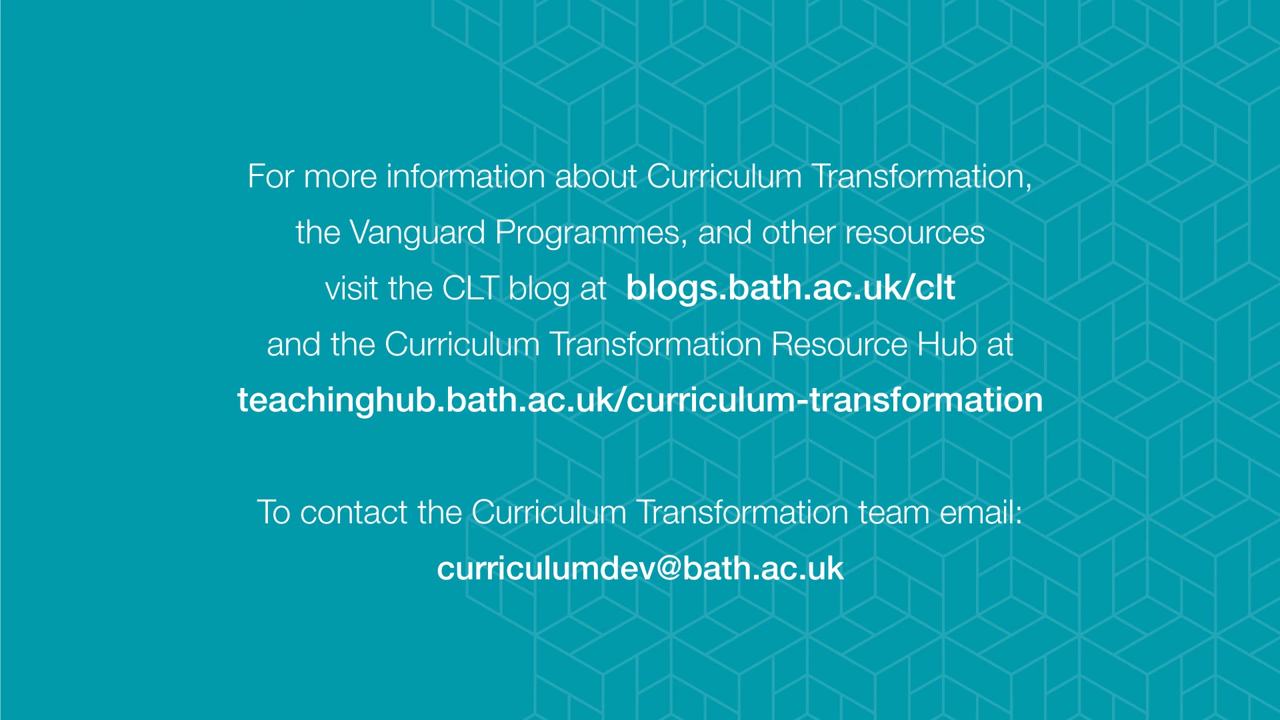 For more information about Curriculum Transformation,
the Vanguard Programmes, and other resources
visit the CLT blog at blogs.bath.ac.uk/clt
and the Curriculum Transformation Resource Hub at
teachinghub.bath.ac.uk/curriculum-transformation
To contact the Curriculum Transformation team email:
curriculumdev@bath.ac.uk